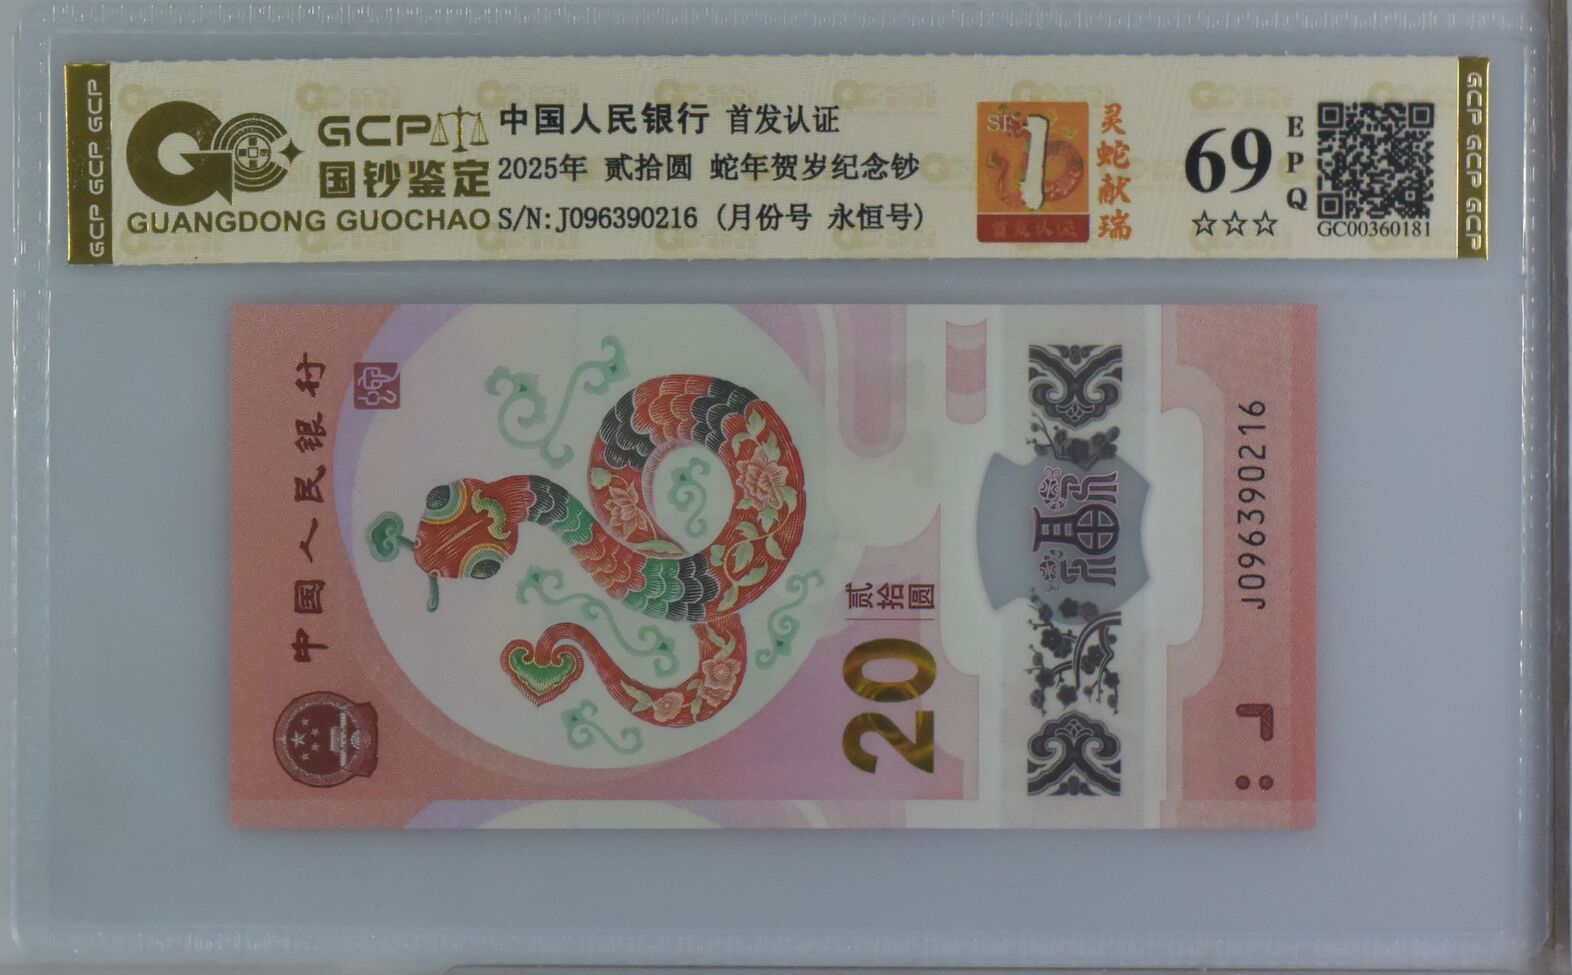 GCP GCP GCP
GCP
国钞鉴定
GUANGDONG GUOCHAO
中国人民银行 首发认证
2025年 贰拾圆 蛇年贺岁纪念钞
S/N:J096390216 (月份号 永恒号)
1
首发认证
灵蛇献瑞
69
EPQ
☆☆☆
GC00360181
GCP GCP GCP
中国人民银行
贰拾圆
20
J096390216